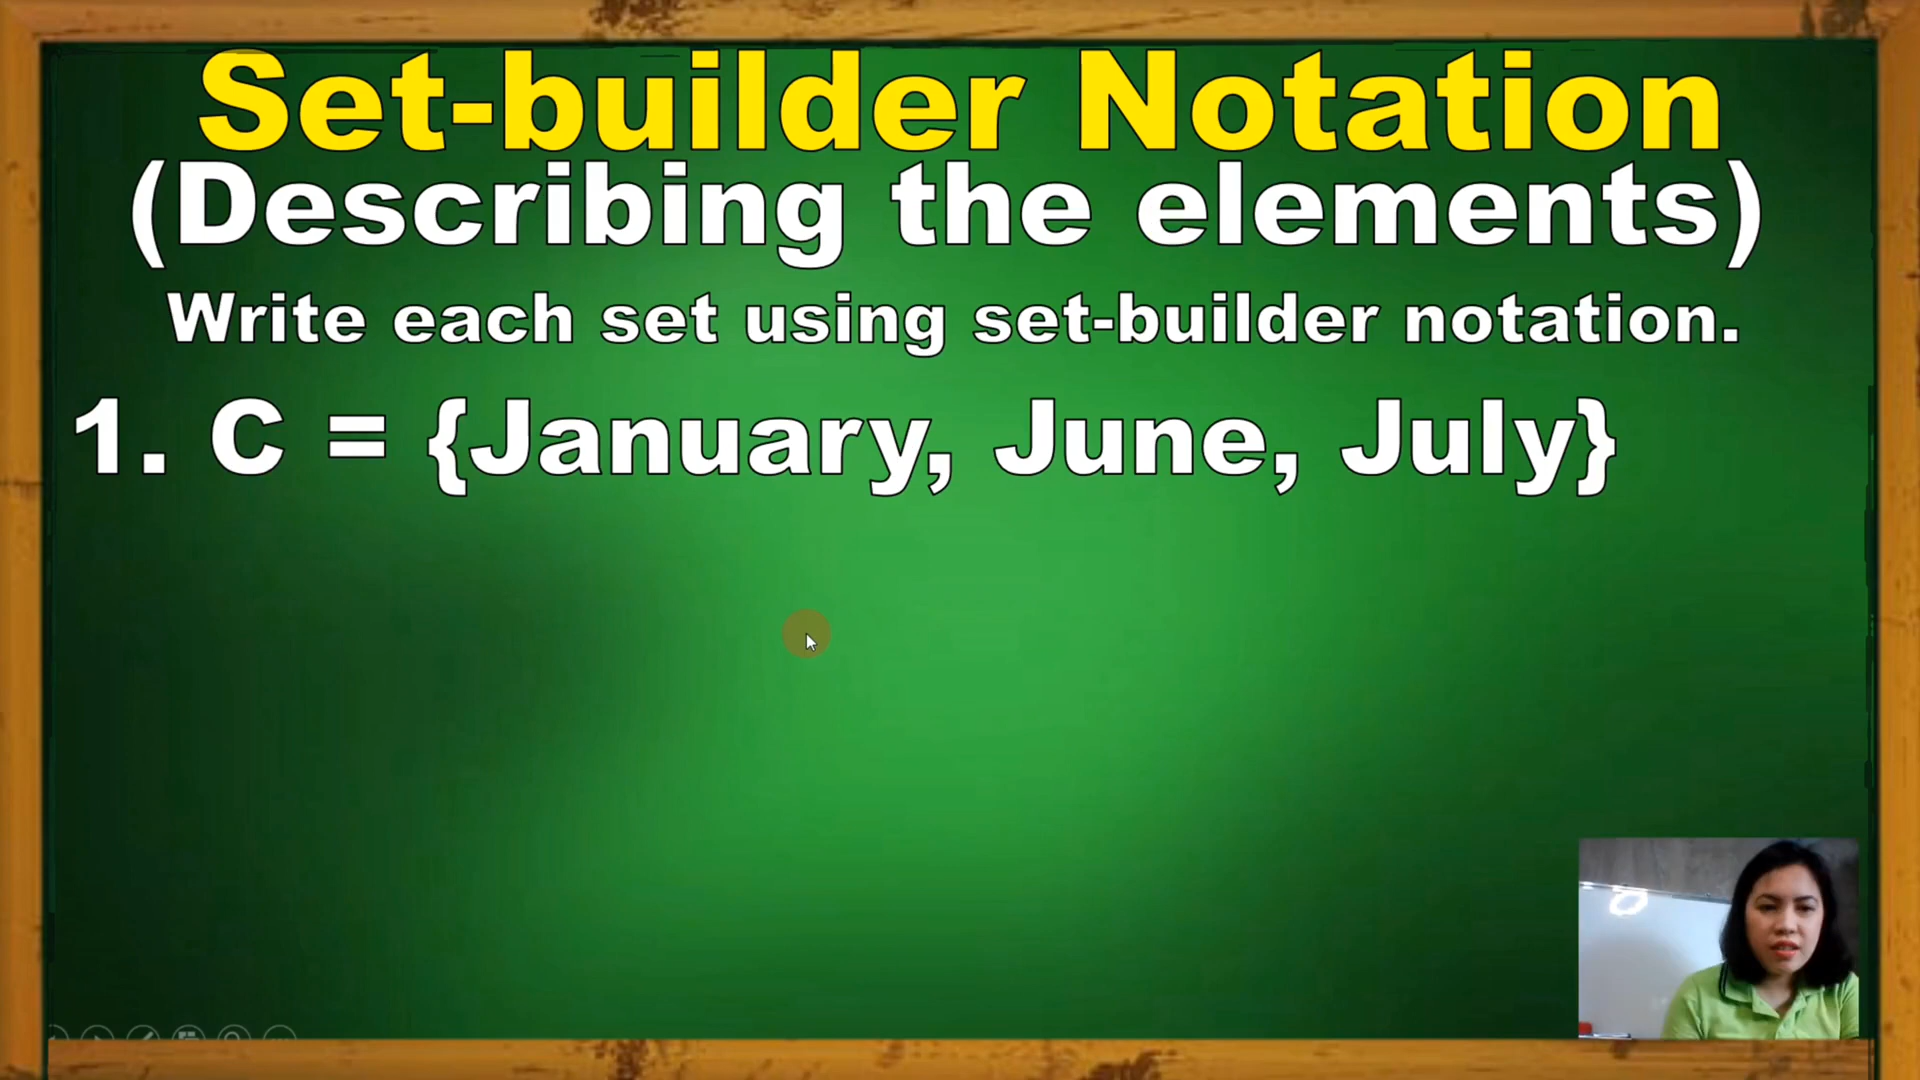 Set-builder Notation
(Describing the elements)
Write each set using set-builder notation.
1. C = {January, June, July}